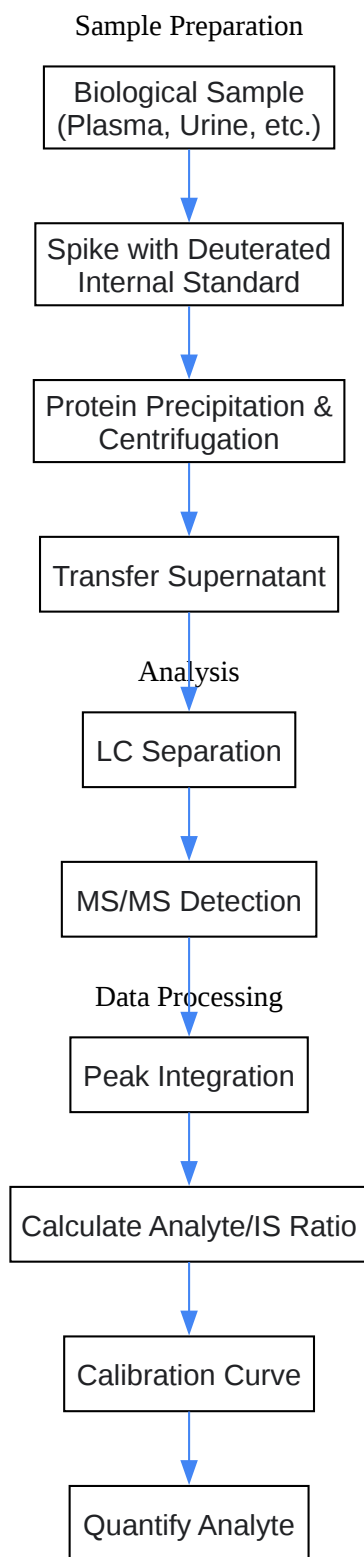 Sample Preparation
Biological Sample
(Plasma, Urine, etc.)
Spike with Deuterated
Internal Standard
Protein Precipitation &
Centrifugation
Transfer Supernatant
Analysis
LC Separation
MS/MS Detection
Data Processing
Peak Integration
Calculate Analyte/IS Ratio
Calibration Curve
Quantify Analyte